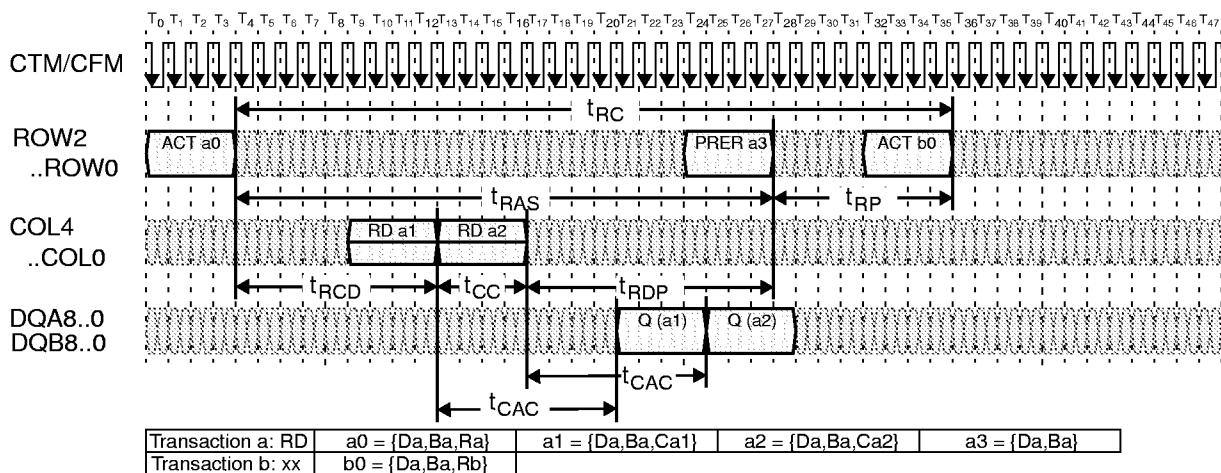 T0 T1 T2 T3 T4 T5 T6 T7 T8 T9 T10 T11 T12 T13 T14 T15 T16 T17 T18 T19 T20 T21 T22 T23 T24 T25 T26 T27 T28 T29 T30 T31 T32 T33 T34 T35 T36 T37 T38 T39 T40 T41 T42 T43 T44 T45 T46 T47
CTM/CFM
tRC
ROW2
..ROW0
ACT a0
PRER a3
ACT b0
tRAS
tRP
COL4
..COL0
RD a1
RD a2
tRCD
tCC
tRDP
DQA8..0
DQB8..0
Q (a1)
Q (a2)
tCAC
tCAC
Transaction a: RD a0 = {Da,Ba,Ra} a1 = {Da,Ba,Ca1} a2 = {Da,Ba,Ca2} a3 = {Da,Ba}
Transaction b: xx b0 = {Da,Ba,Rb}